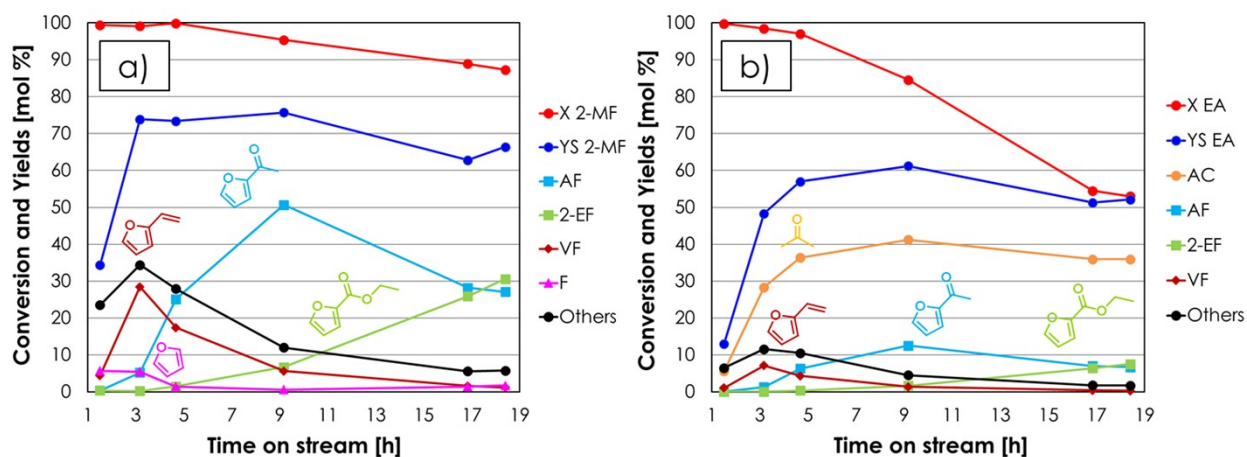 a)
Conversion and Yields [mol %]
100
90
80
70
60
50
40
30
20
10
0
O
O
O
O
O
O
O
1 3 5 7 9 11 13 15 17 19
Time on stream [h]
X 2-MF
YS 2-MF
AF
2-EF
VF
F
Others
b)
Conversion and Yields [mol %]
100
90
80
70
60
50
40
30
20
10
0
O
O
O
O
O
O
O
1 3 5 7 9 11 13 15 17 19
Time on stream [h]
X EA
YS EA
AC
AF
2-EF
VF
Others